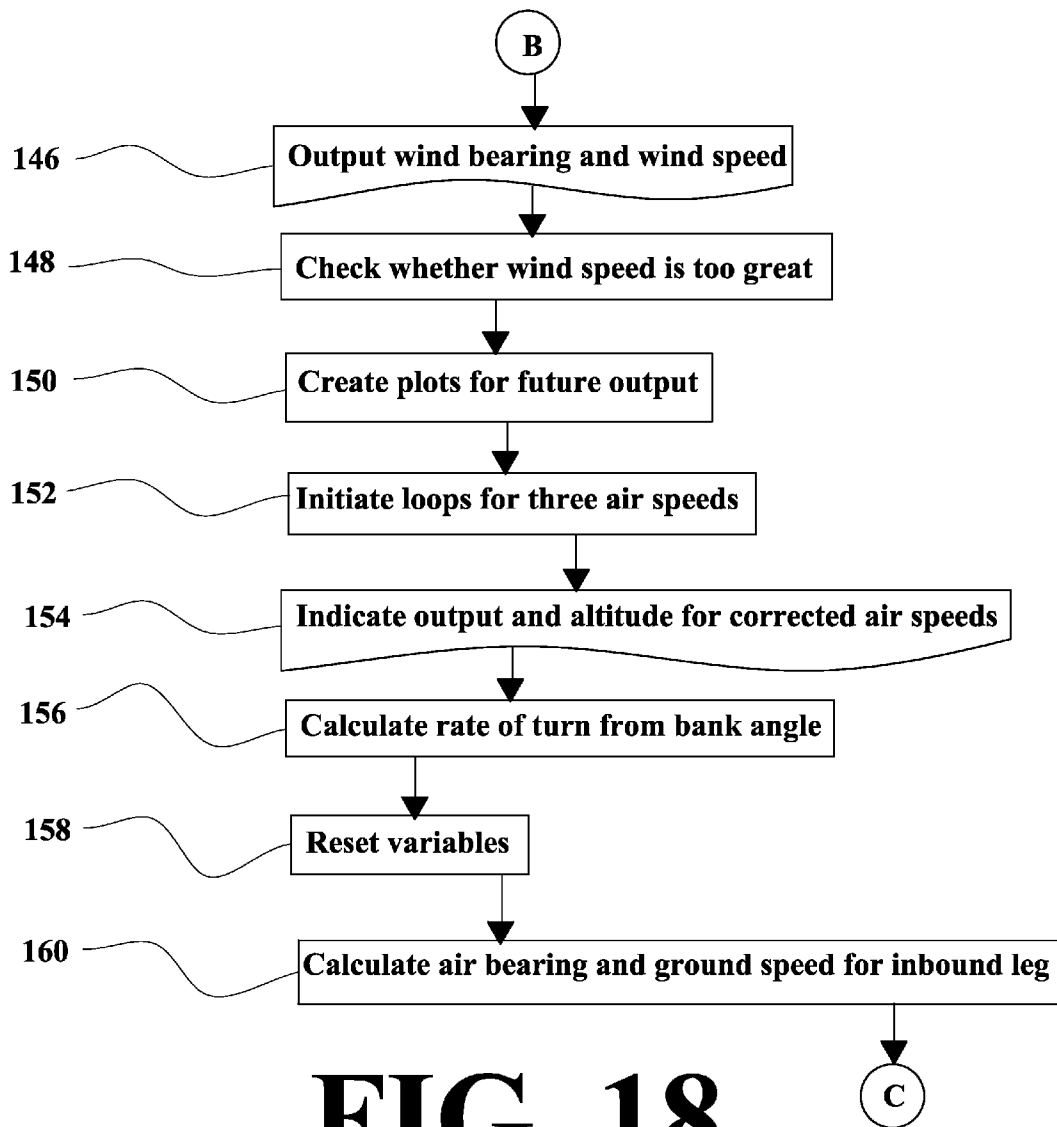 B
146 Output wind bearing and wind speed
148 Check whether wind speed is too great
150 Create plots for future output
152 Initiate loops for three air speeds
154 Indicate output and altitude for corrected air speeds
156 Calculate rate of turn from bank angle
158 Reset variables
160 Calculate air bearing and ground speed for inbound leg
C
FIG. 18